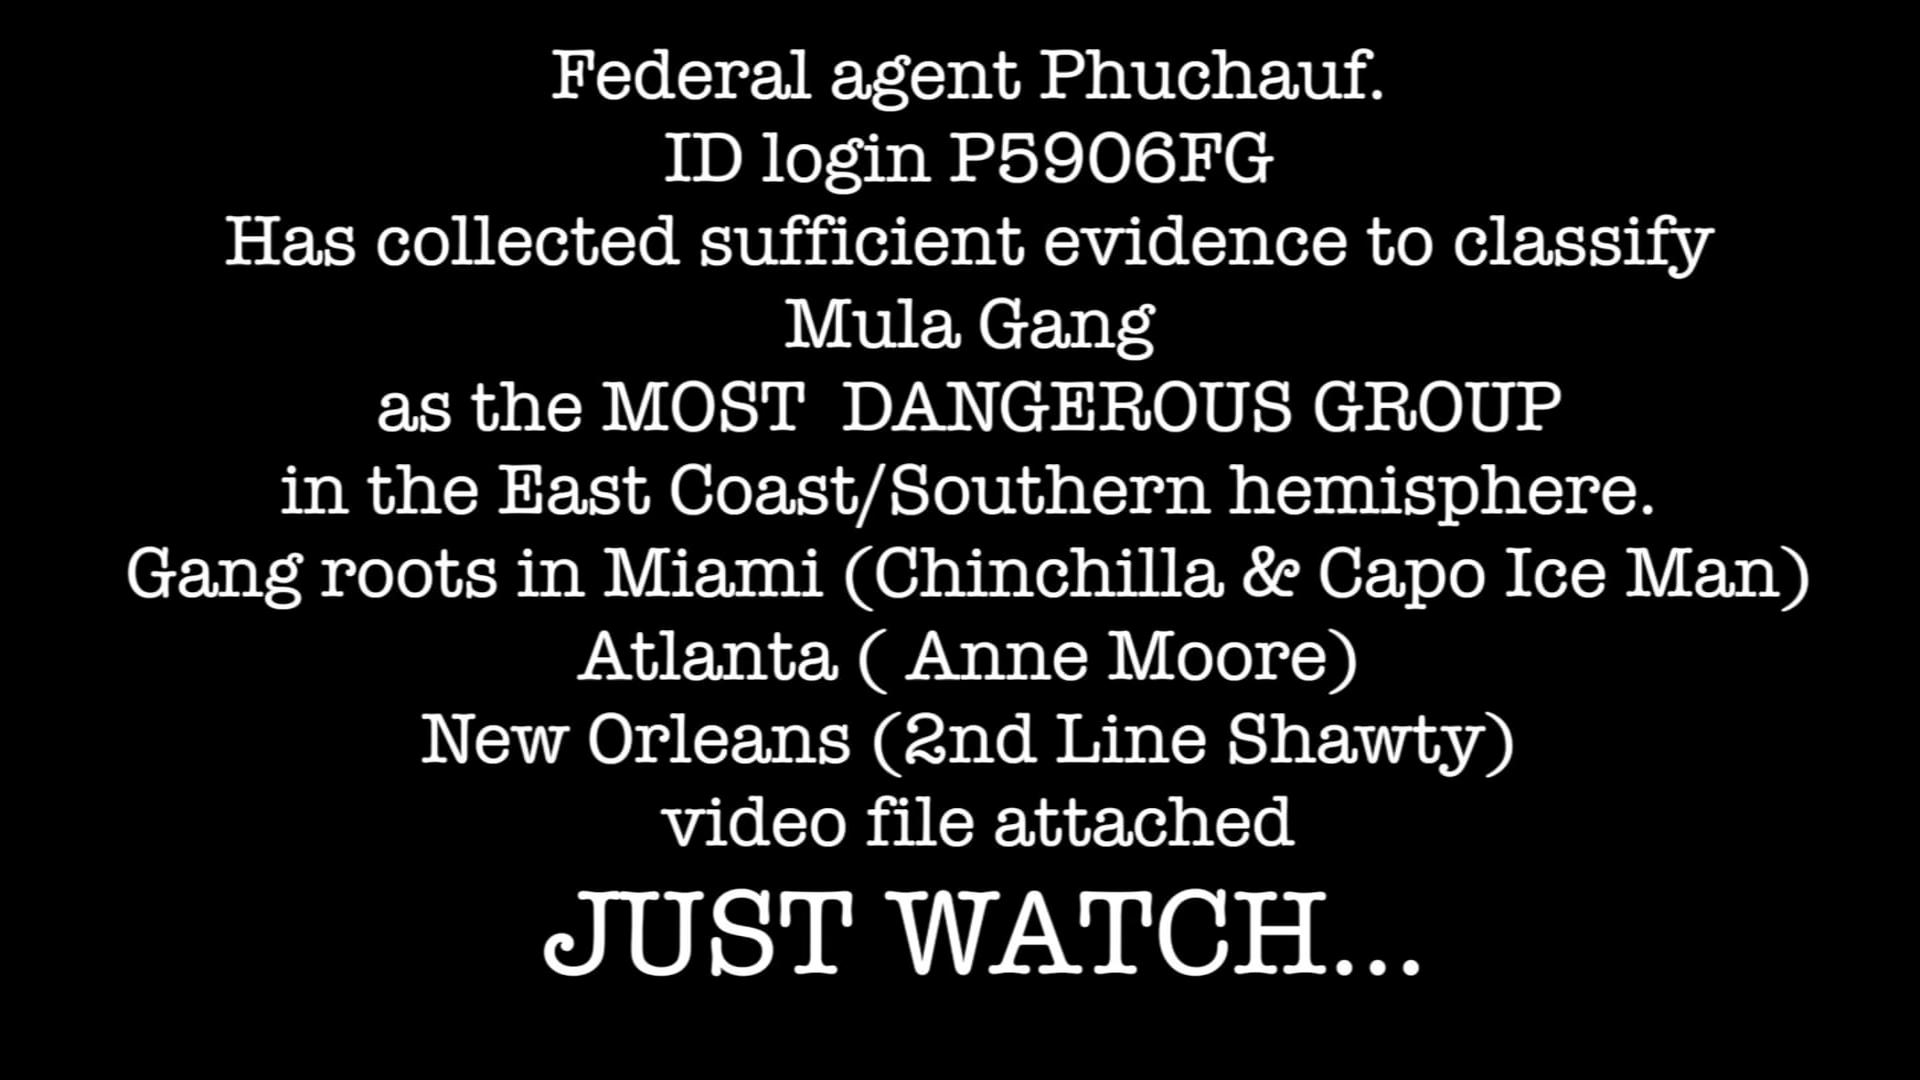 Federal agent Phuchauf.
ID login P5906FG
Has collected sufficient evidence to classify
Mula Gang
as the MOST  DANGEROUS GROUP
in the East Coast/Southern hemisphere.
Gang roots in Miami (Chinchilla & Capo Ice Man)
Atlanta ( Anne Moore)
New Orleans (2nd Line Shawty)
video file attached
JUST WATCH...